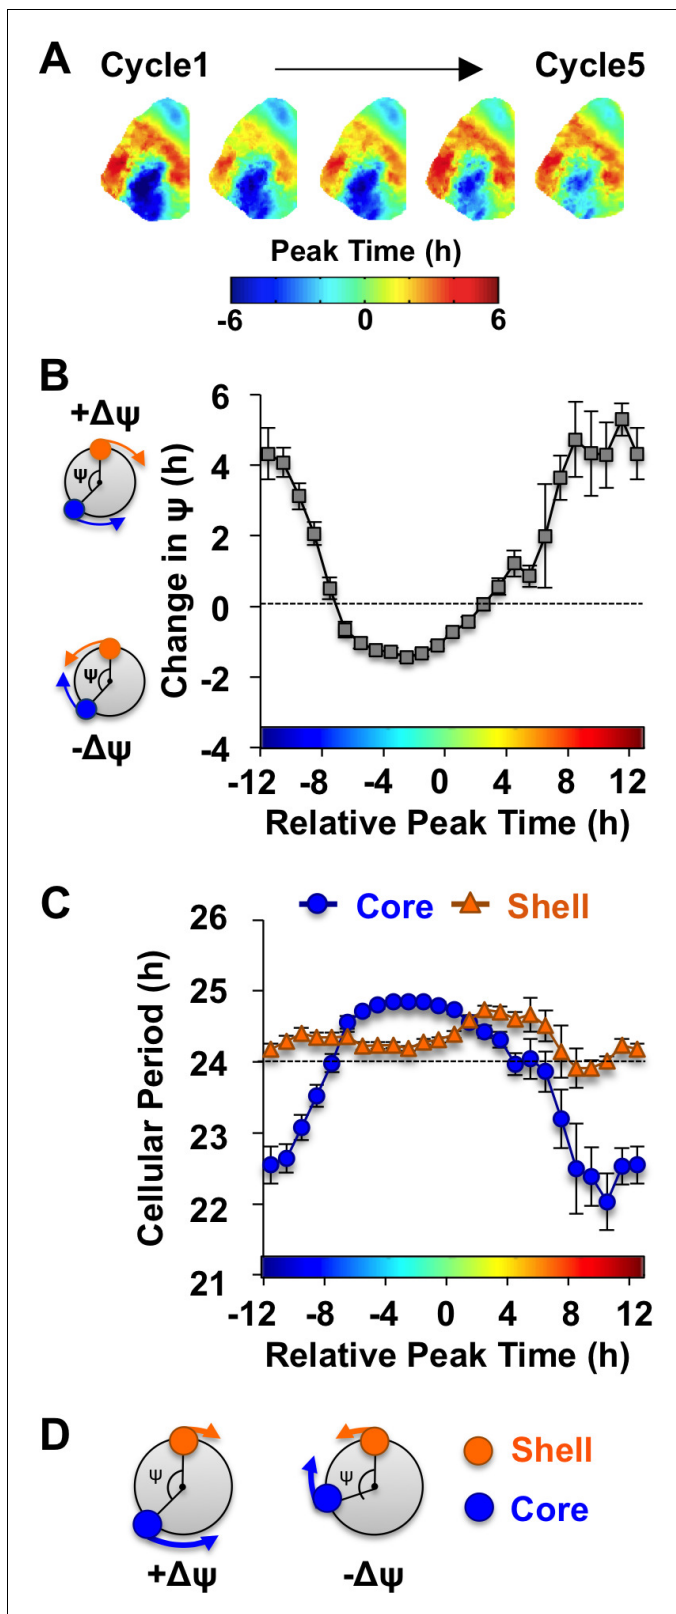 A
Cycle1
Cycle5
Peak Time (h)
-6
0
6
B
+Δψ
ψ
ψ
-Δψ
Change in Ψ (h)
6
4
2
0
-2
-4
-12 -8 -4 0 4 8 12
Relative Peak Time (h)
C
Core
Shell
Cellular Period (h)
26
25
24
23
22
21
-12 -8 -4 0 4 8 12
Relative Peak Time (h)
D
ψ
ψ
Shell
Core
+Δψ
-Δψ